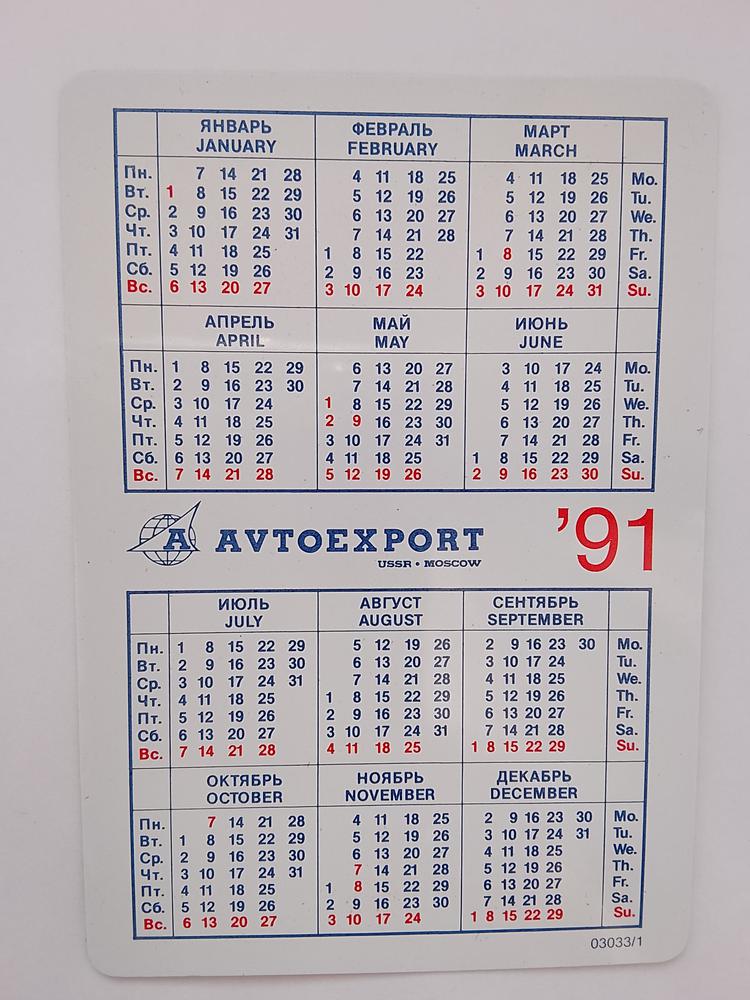 ЯНВАРЬ ФЕВРАЛЬ МАРТ
JANUARY FEBRUARY MARCH
Пн. 7 14 21 28 4 11 18 25 4 11 18 25 Mo.
Вт. 1 8 15 22 29 5 12 19 26 5 12 19 26 Tu.
Ср. 2 9 16 23 30 6 13 20 27 6 13 20 27 We.
Чт. 3 10 17 24 31 7 14 21 28 7 14 21 28 Th.
Пт. 4 11 18 25 1 8 15 22 1 8 15 22 29 Fr.
Сб. 5 12 19 26 2 9 16 23 2 9 16 23 30 Sa.
Вс. 6 13 20 27 3 10 17 24 3 10 17 24 31 Su.
АПРЕЛЬ МАЙ ИЮНЬ
APRIL MAY JUNE
Пн. 1 8 15 22 29 6 13 20 27 3 10 17 24 Mo.
Вт. 2 9 16 23 30 7 14 21 28 4 11 18 25 Tu.
Ср. 3 10 17 24 1 8 15 22 29 5 12 19 26 We.
Чт. 4 11 18 25 2 9 16 23 30 6 13 20 27 Th.
Пт. 5 12 19 26 3 10 17 24 31 7 14 21 28 Fr.
Сб. 6 13 20 27 4 11 18 25 1 8 15 22 29 Sa.
Вс. 7 14 21 28 5 12 19 26 2 9 16 23 30 Su.
A AVTOEXPORT '91
USSR • MOSCOW
ИЮЛЬ АВГУСТ СЕНТЯБРЬ
JULY AUGUST SEPTEMBER
Пн. 1 8 15 22 29 5 12 19 26 2 9 16 23 30 Mo.
Вт. 2 9 16 23 30 6 13 20 27 3 10 17 24 Tu.
Ср. 3 10 17 24 31 7 14 21 28 4 11 18 25 We.
Чт. 4 11 18 25 1 8 15 22 29 5 12 19 26 Th.
Пт. 5 12 19 26 2 9 16 23 30 6 13 20 27 Fr.
Сб. 6 13 20 27 3 10 17 24 31 7 14 21 28 Sa.
Вс. 7 14 21 28 4 11 18 25 1 8 15 22 29 Su.
ОКТЯБРЬ НОЯБРЬ ДЕКАБРЬ
OCTOBER NOVEMBER DECEMBER
Пн. 7 14 21 28 4 11 18 25 2 9 16 23 30 Mo.
Вт. 1 8 15 22 29 5 12 19 26 3 10 17 24 31 Tu.
Ср. 2 9 16 23 30 6 13 20 27 4 11 18 25 We.
Чт. 3 10 17 24 31 7 14 21 28 5 12 19 26 Th.
Пт. 4 11 18 25 1 8 15 22 29 6 13 20 27 Fr.
Сб. 5 12 19 26 2 9 16 23 30 7 14 21 28 Sa.
Вс. 6 13 20 27 3 10 17 24 1 8 15 22 29 Su.
03033/1